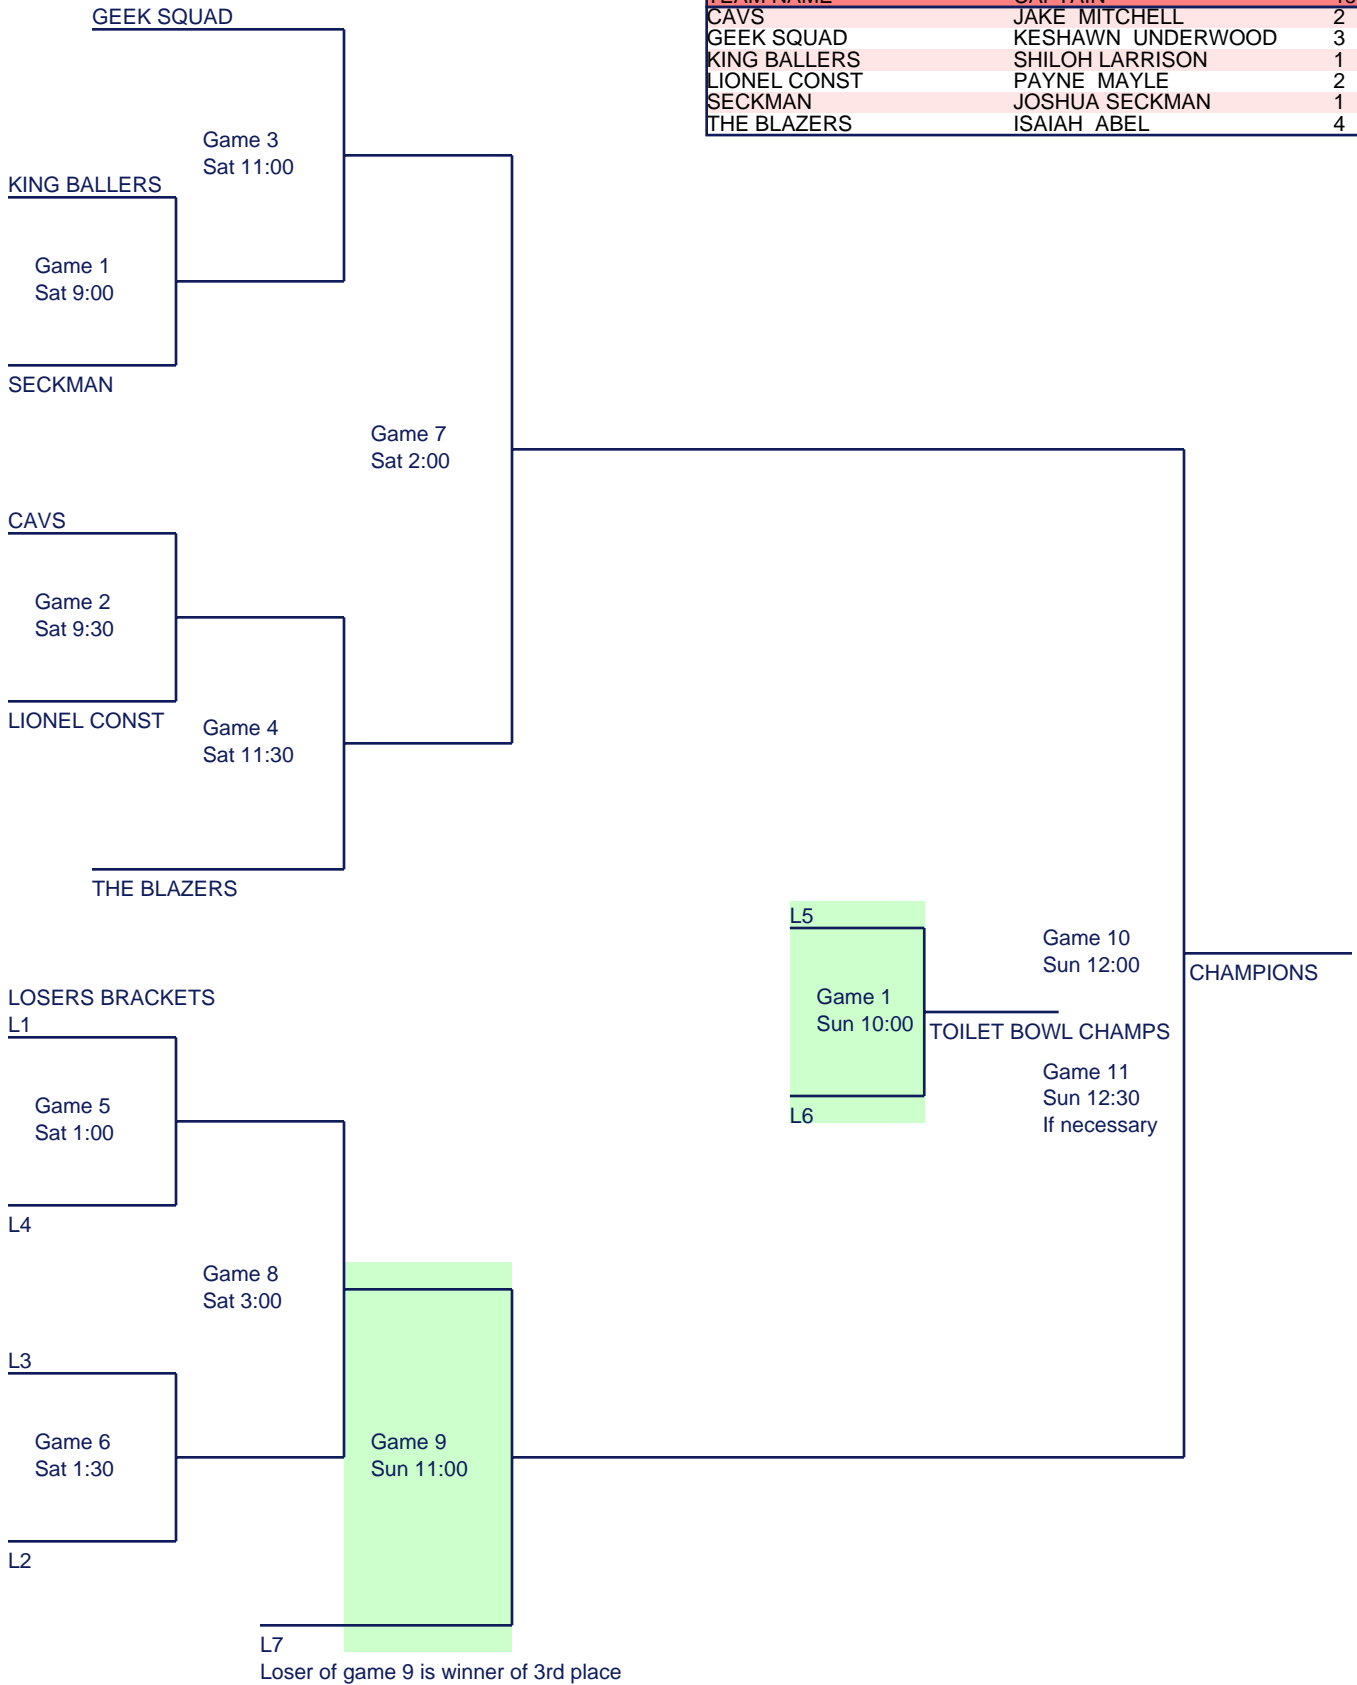 GEEK SQUAD
TEAM NAME CAPTAIN
CAVS JAKE MITCHELL 2
GEEK SQUAD KESHAWN UNDERWOOD 3
KING BALLERS SHILOH LARRISON 1
LIONEL CONST PAYNE MAYLE 2
SECKMAN JOSHUA SECKMAN 1
THE BLAZERS ISAIAH ABEL 4
Game 3
Sat 11:00
KING BALLERS
Game 1
Sat 9:00
SECKMAN
Game 7
Sat 2:00
CAVS
Game 2
Sat 9:30
LIONEL CONST
Game 4
Sat 11:30
THE BLAZERS
L5
Game 10
Sun 12:00
CHAMPIONS
Game 1
Sun 10:00
TOILET BOWL CHAMPS
Game 11
Sun 12:30
If necessary
L6
LOSERS BRACKETS
L1
Game 5
Sat 1:00
L4
Game 8
Sat 3:00
L3
Game 6
Sat 1:30
Game 9
Sun 11:00
L2
L7
Loser of game 9 is winner of 3rd place